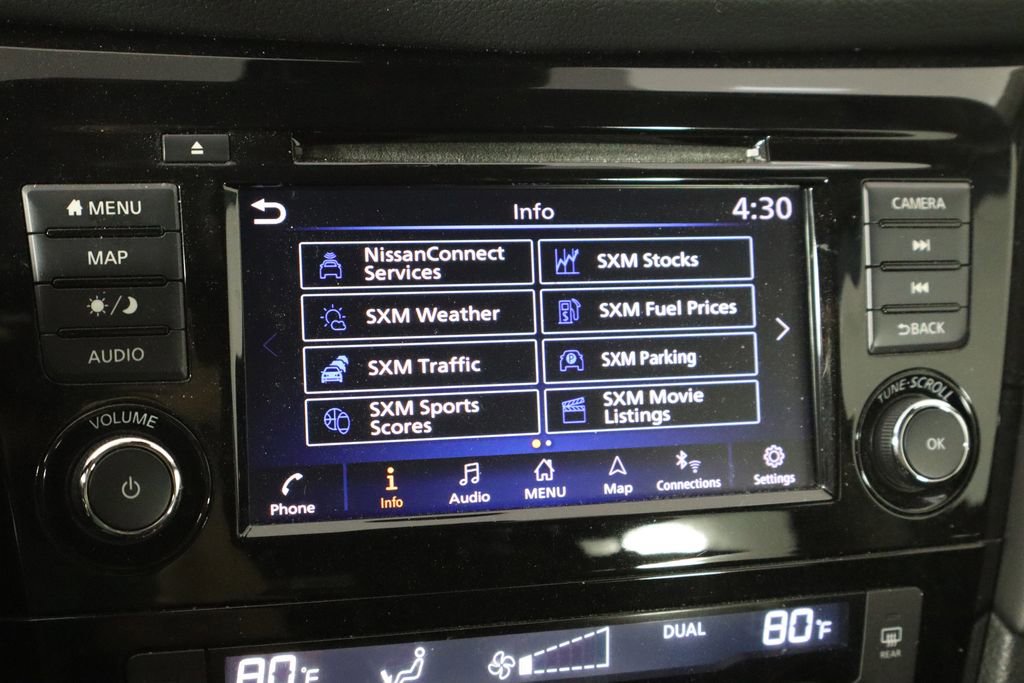 MENU
MAP
AUDIO
VOLUME
Info
4:30
NissanConnect
Services
SXM Stocks
SXM Weather
SXM Fuel Prices
SXM Traffic
SXM Parking
SXM Sports
Scores
SXM Movie
Listings
Phone
Info
Audio
MENU
Map
Connections
Settings
CAMERA
BACK
TUNE·SCROLL
OK
80°F
DUAL
80°F
REAR